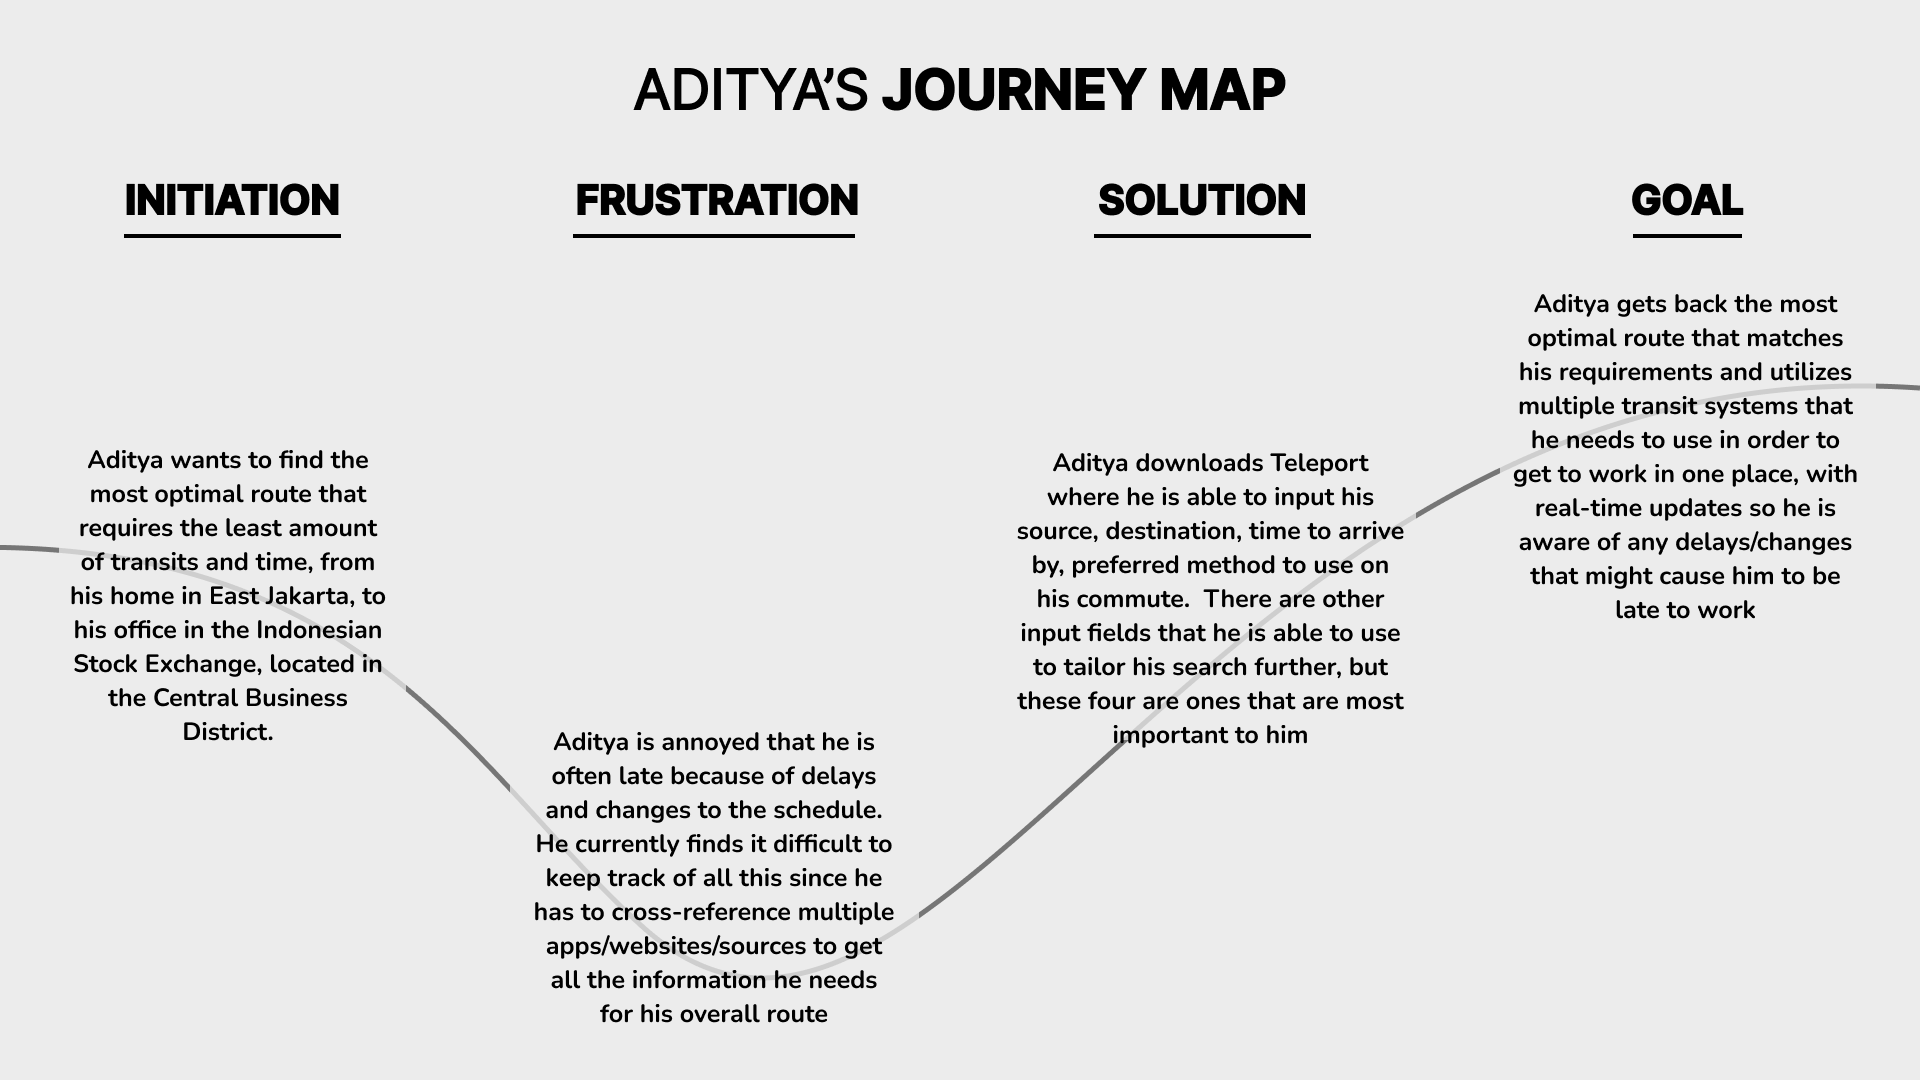 ADITYA’S JOURNEY MAP
INITIATION
Aditya wants to find the
most optimal route that
requires the least amount
of transits and time, from
his home in East Jakarta, to
his office in the Indonesian
Stock Exchange, located in
the Central Business
District.
FRUSTRATION
Aditya is annoyed that he is
often late because of delays
and changes to the schedule.
He currently finds it difficult to
keep track of all this since he
has to cross-reference multiple
apps/websites/sources to get
all the information he needs
for his overall route
SOLUTION
Aditya downloads Teleport
where he is able to input his
source, destination, time to arrive
by, preferred method to use on
his commute.  There are other
input fields that he is able to use
to tailor his search further, but
these four are ones that are most
important to him
GOAL
Aditya gets back the most
optimal route that matches
his requirements and utilizes
multiple transit systems that
he needs to use in order to
get to work in one place, with
real-time updates so he is
aware of any delays/changes
that might cause him to be
late to work